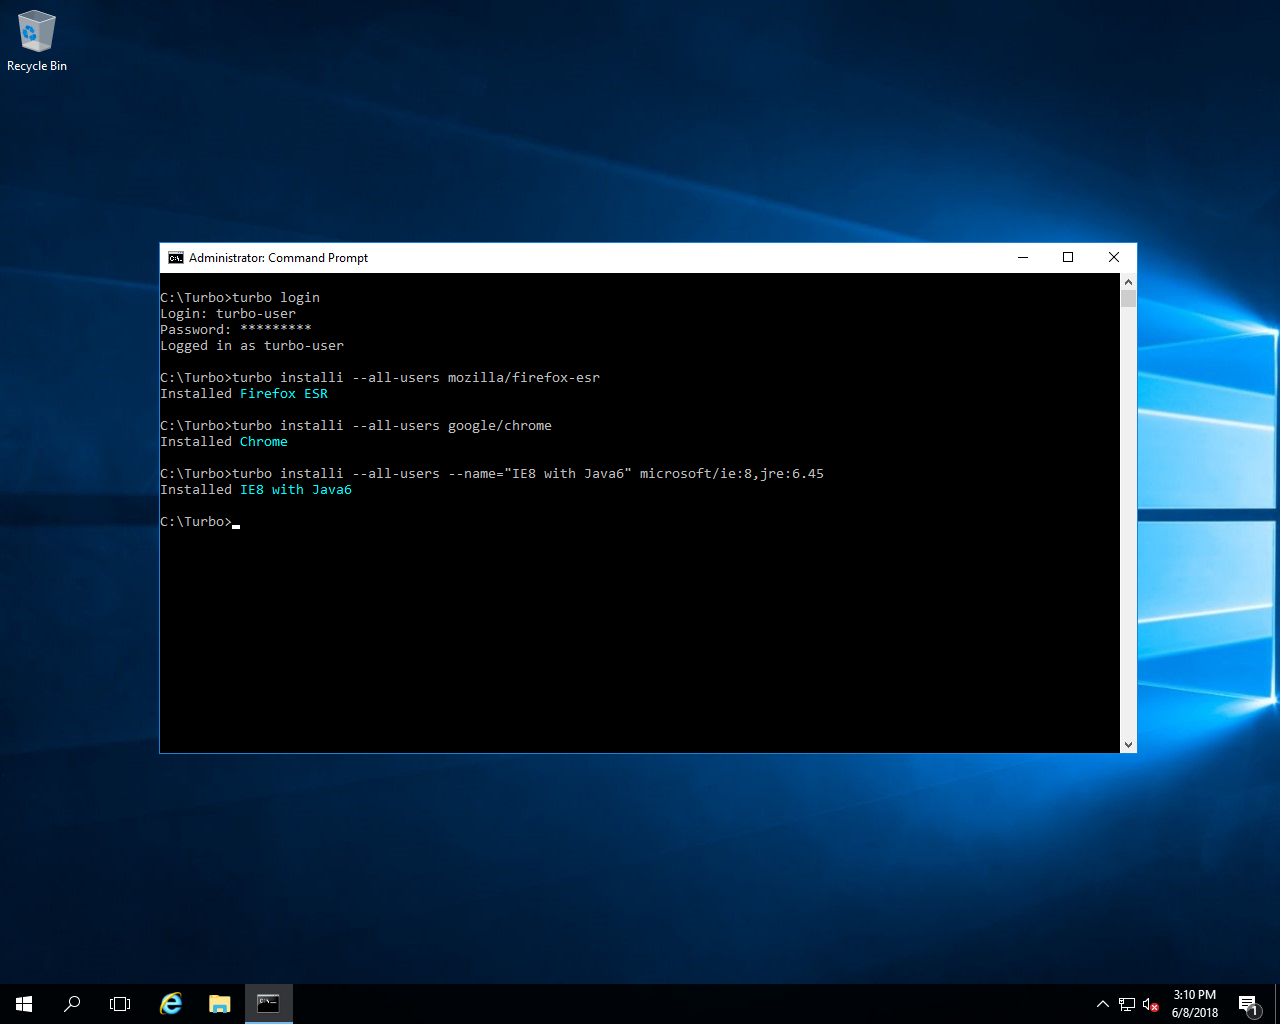 Recycle Bin
Administrator: Command Prompt
C:\Turbo>turbo login
Login: turbo-user
Password: *********
Logged in as turbo-user
C:\Turbo>turbo installi --all-users mozilla/firefox-esr
Installed Firefox ESR
C:\Turbo>turbo installi --all-users google/chrome
Installed Chrome
C:\Turbo>turbo installi --all-users --name="IE8 with Java6" microsoft/ie:8,jre:6.45
Installed IE8 with Java6
C:\Turbo>
3:10 PM
6/8/2018
1